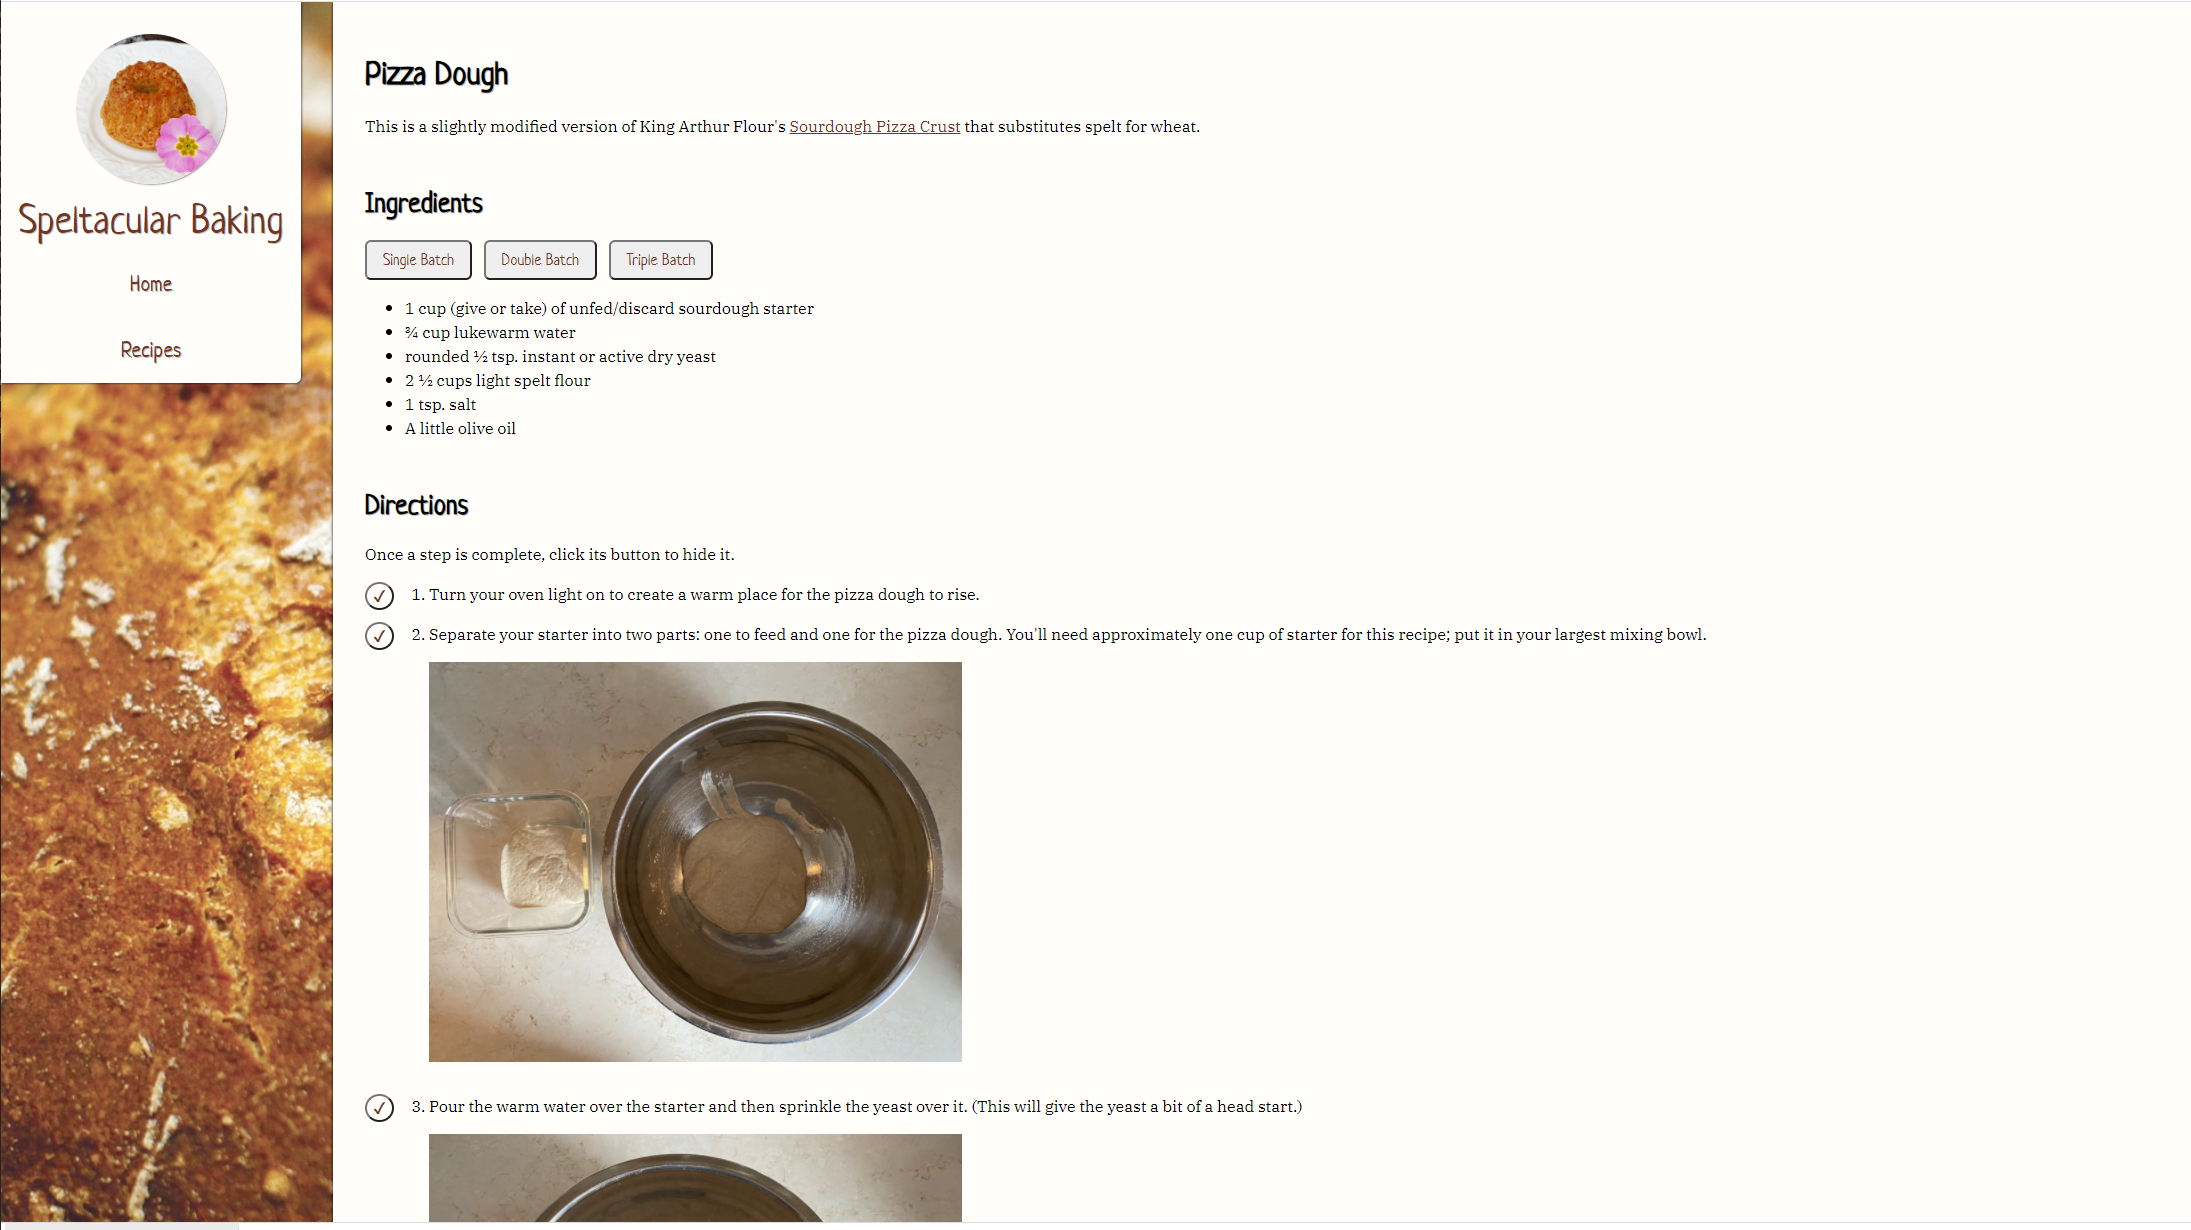 Speltacular Baking
Home
Recipes
Pizza Dough
This is a slightly modified version of King Arthur Flour's Sourdough Pizza Crust that substitutes spelt for wheat.
Ingredients
Single Batch
Double Batch
Triple Batch
1 cup (give or take) of unfed/discard sourdough starter
¾ cup lukewarm water
rounded ½ tsp. instant or active dry yeast
2 ½ cups light spelt flour
1 tsp. salt
A little olive oil
Directions
Once a step is complete, click its button to hide it.
✓ 1. Turn your oven light on to create a warm place for the pizza dough to rise.
✓ 2. Separate your starter into two parts: one to feed and one for the pizza dough. You'll need approximately one cup of starter for this recipe; put it in your largest mixing bowl.
✓ 3. Pour the warm water over the starter and then sprinkle the yeast over it. (This will give the yeast a bit of a head start.)